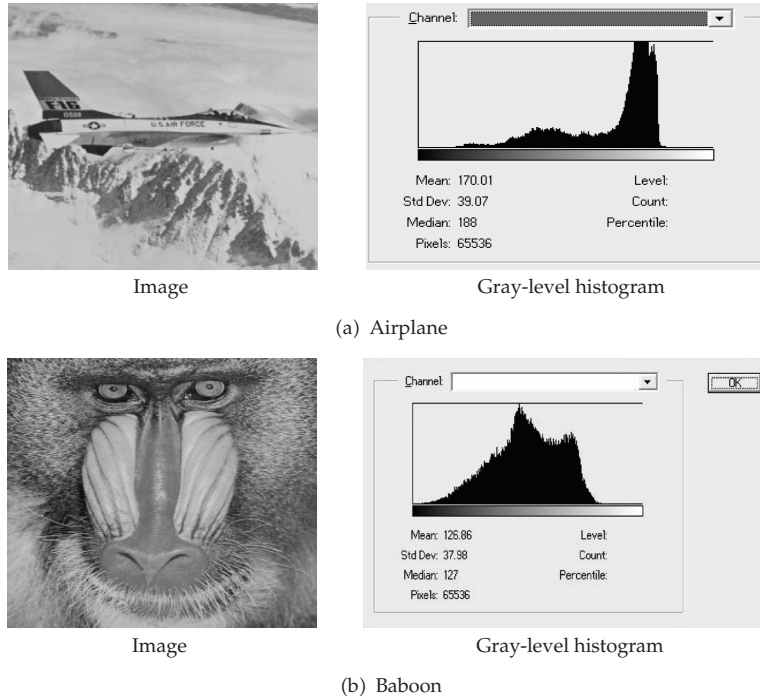 F-16
U.S. AIR FORCE
Channel:
Mean: 170.01 Level:
Std Dev: 39.07 Count:
Median: 188 Percentile:
Pixels: 65536
Image Gray-level histogram
(a) Airplane
Channel: OK
Mean: 126.86 Level:
Std Dev: 37.98 Count:
Median: 127 Percentile:
Pixels: 65536
Image Gray-level histogram
(b) Baboon